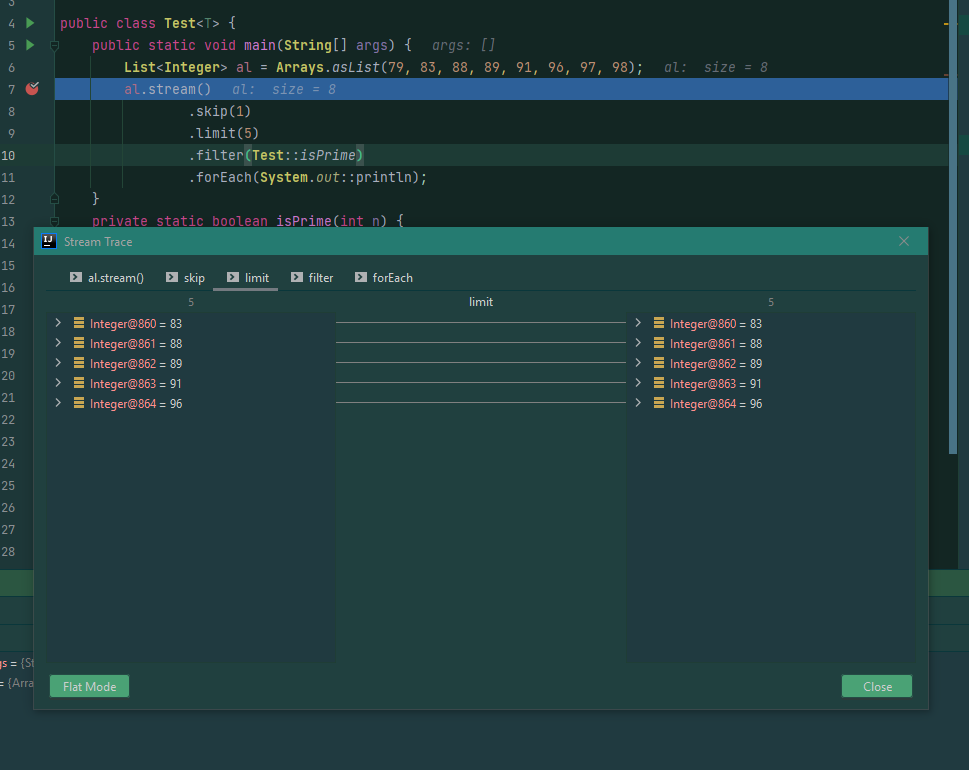 3
4 public class Test<T> {
5 public static void main(String[] args) { args: []
6 List<Integer> al = Arrays.asList(79, 83, 88, 89, 91, 96, 97, 98); al: size = 8
7 al.stream() al: size = 8
8 .skip(1)
9 .limit(5)
10 .filter(Test::isPrime)
11 .forEach(System.out::println);
12 }
13 private static boolean isPrime(int n) {
14
15
16
17
18
19
20
21
22
23
24
25
26
27
28
IJ Stream Trace
al.stream() skip limit filter forEach
5 limit 5
Integer@860 = 83 Integer@860 = 83
Integer@861 = 88 Integer@861 = 88
Integer@862 = 89 Integer@862 = 89
Integer@863 = 91 Integer@863 = 91
Integer@864 = 96 Integer@864 = 96
gs = {St
= {Arra
Flat Mode Close